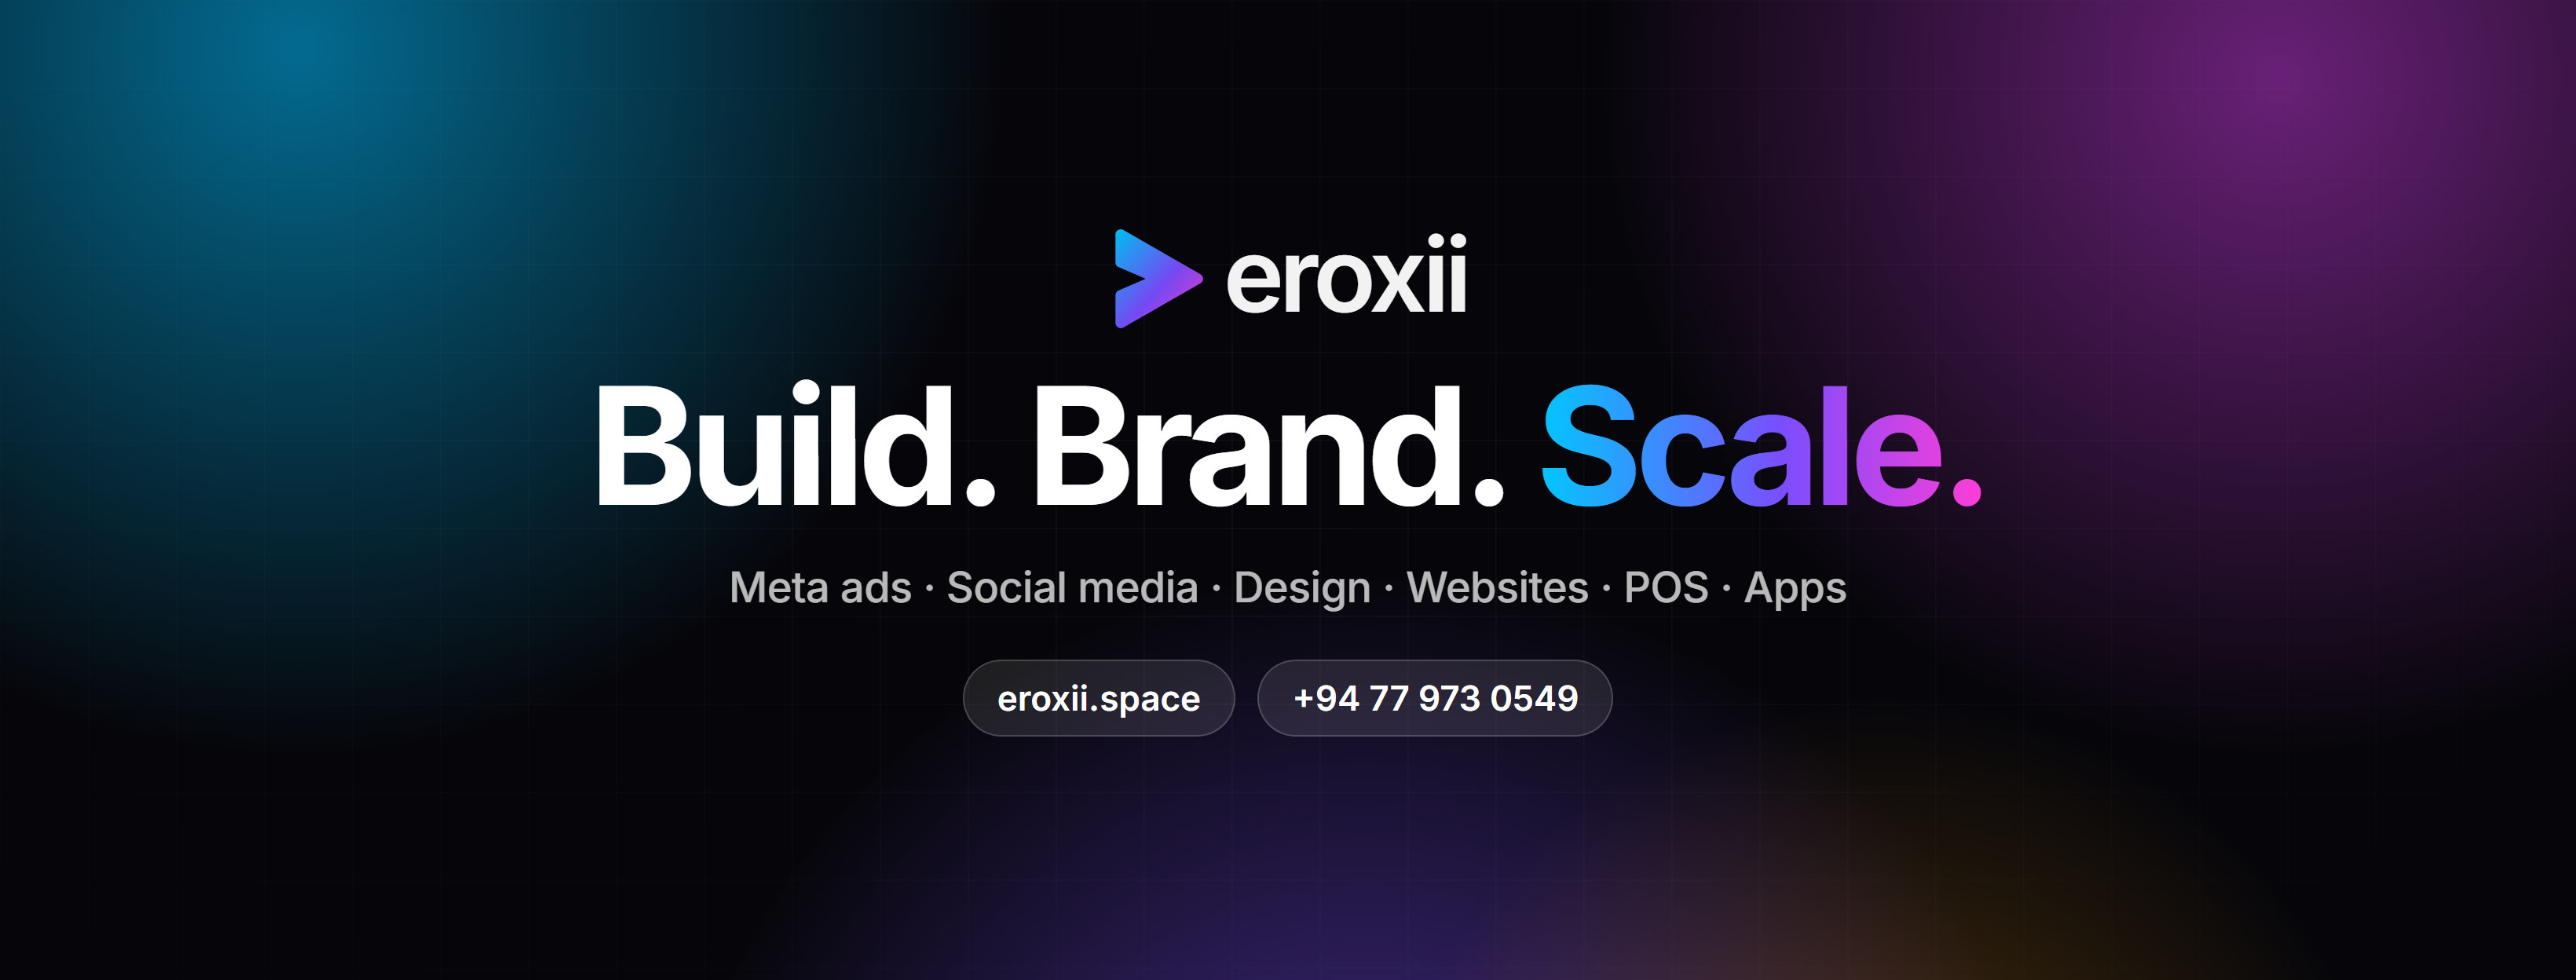 eroxii
Build. Brand. Scale.
Meta ads · Social media · Design · Websites · POS · Apps
eroxii.space
+94 77 973 0549